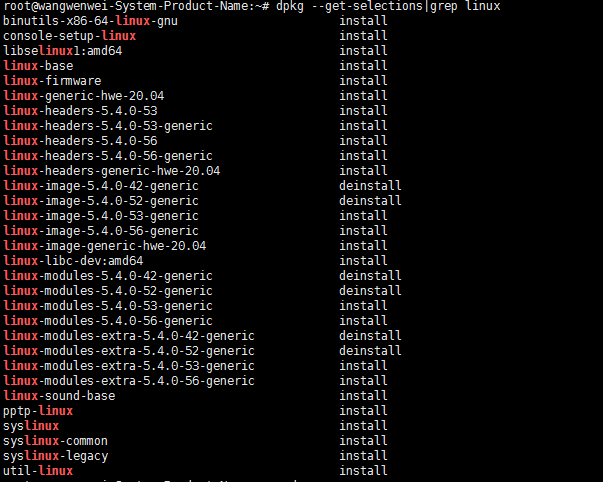 root@wangwenwei-System-Product-Name:~# dpkg --get-selections|grep linux
binutils-x86-64-linux-gnu install
console-setup-linux install
libselinux1:amd64 install
linux-base install
linux-firmware install
linux-generic-hwe-20.04 install
linux-headers-5.4.0-53 install
linux-headers-5.4.0-53-generic install
linux-headers-5.4.0-56 install
linux-headers-5.4.0-56-generic install
linux-headers-generic-hwe-20.04 install
linux-image-5.4.0-42-generic deinstall
linux-image-5.4.0-52-generic deinstall
linux-image-5.4.0-53-generic install
linux-image-5.4.0-56-generic install
linux-image-generic-hwe-20.04 install
linux-libc-dev:amd64 install
linux-modules-5.4.0-42-generic deinstall
linux-modules-5.4.0-52-generic deinstall
linux-modules-5.4.0-53-generic install
linux-modules-5.4.0-56-generic install
linux-modules-extra-5.4.0-42-generic deinstall
linux-modules-extra-5.4.0-52-generic deinstall
linux-modules-extra-5.4.0-53-generic install
linux-modules-extra-5.4.0-56-generic install
linux-sound-base install
pptp-linux install
syslinux install
syslinux-common install
syslinux-legacy install
util-linux install